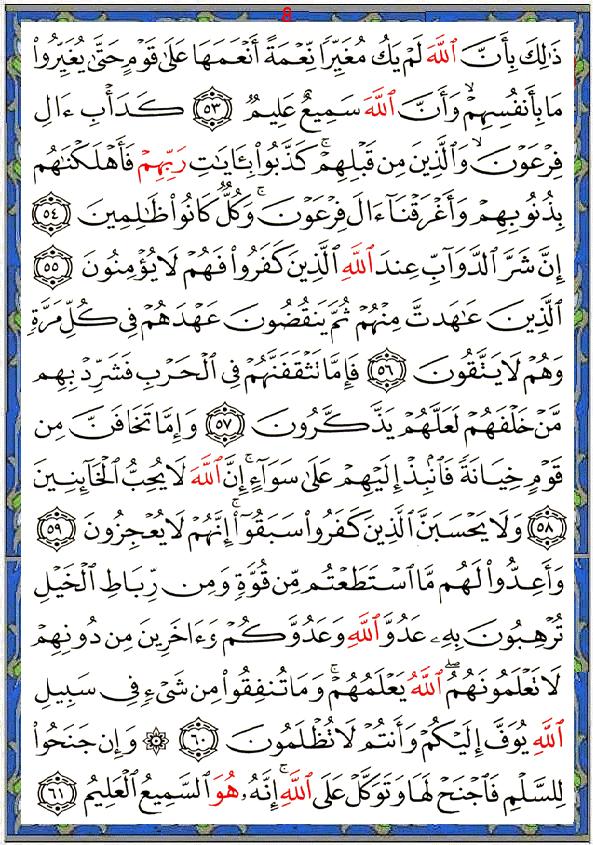 8
ذَٰلِكَ بِأَنَّ ٱللَّهَ لَمْ يَكُ مُغَيِّرًا نِّعْمَةً أَنْعَمَهَا عَلَىٰ قَوْمٍ حَتَّىٰ يُغَيِّرُوا۟
مَا بِأَنفُسِهِمْ ۙ وَأَنَّ ٱللَّهَ سَمِيعٌ عَلِيمٌ ٥٣ كَدَأْبِ ءَالِ
فِرْعَوْنَ ۙ وَٱلَّذِينَ مِن قَبْلِهِمْ ۚ كَذَّبُوا۟ بِـَٔايَـٰتِ رَبِّهِمْ فَأَهْلَكْنَـٰهُم
بِذُنُوبِهِمْ وَأَغْرَقْنَآ ءَالَ فِرْعَوْنَ ۚ وَكُلٌّ كَانُوا۟ ظَـٰلِمِينَ ٥٤
إِنَّ شَرَّ ٱلدَّوَآبِّ عِندَ ٱللَّهِ ٱلَّذِينَ كَفَرُوا۟ فَهُمْ لَا يُؤْمِنُونَ ٥٥
ٱلَّذِينَ عَـٰهَدتَّ مِنْهُمْ ثُمَّ يَنقُضُونَ عَهْدَهُمْ فِى كُلِّ مَرَّةٍ
وَهُمْ لَا يَتَّقُونَ ٥٦ فَإِمَّا تَثْقَفَنَّهُمْ فِى ٱلْحَرْبِ فَشَرِّدْ بِهِم
مَّنْ خَلْفَهُمْ لَعَلَّهُمْ يَذَّكَّرُونَ ٥٧ وَإِمَّا تَخَافَنَّ مِن
قَوْمٍ خِيَانَةً فَٱنۢبِذْ إِلَيْهِمْ عَلَىٰ سَوَآءٍ ۚ إِنَّ ٱللَّهَ لَا يُحِبُّ ٱلْخَآئِنِينَ
٥٨ وَلَا يَحْسَبَنَّ ٱلَّذِينَ كَفَرُوا۟ سَبَقُوٓا۟ ۚ إِنَّهُمْ لَا يُعْجِزُونَ ٥٩
وَأَعِدُّوا۟ لَهُم مَّا ٱسْتَطَعْتُم مِّن قُوَّةٍ وَمِن رِّبَاطِ ٱلْخَيْلِ
تُرْهِبُونَ بِهِۦ عَدُوَّ ٱللَّهِ وَعَدُوَّكُمْ وَءَاخَرِينَ مِن دُونِهِمْ
لَا تَعْلَمُونَهُمُ ۖ ٱللَّهُ يَعْلَمُهُمْ ۚ وَمَا تُنفِقُوا۟ مِن شَىْءٍ فِى سَبِيلِ
ٱللَّهِ يُوَفَّ إِلَيْكُمْ وَأَنتُمْ لَا تُظْلَمُونَ ٦٠ ۞ وَإِن جَنَحُوا۟
لِلسَّلْمِ فَٱجْنَحْ لَهَا وَتَوَكَّلْ عَلَى ٱللَّهِ ۚ إِنَّهُۥ هُوَ ٱلسَّمِيعُ ٱلْعَلِيمُ ٦١